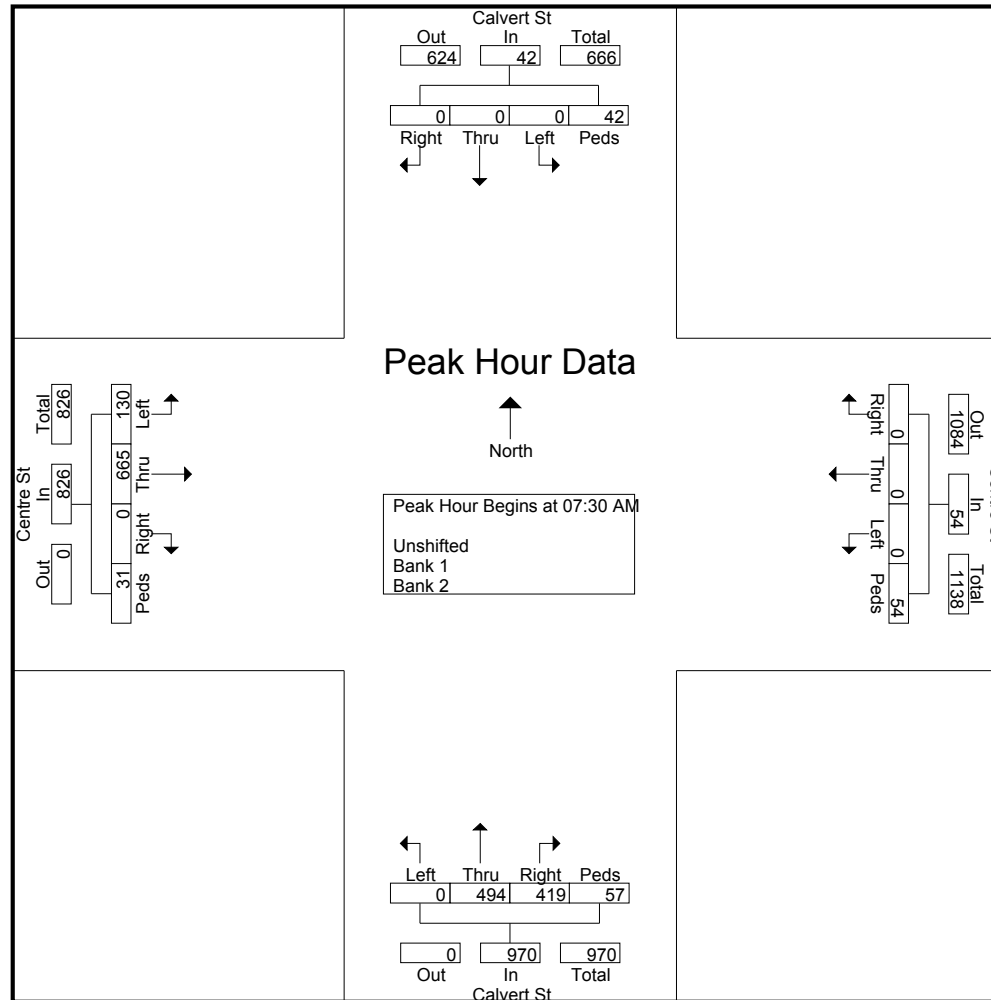 Calvert St
Out In Total
624 42 666
0 0 0 42
Right Thru Left Peds
Peak Hour Data
North
Peak Hour Begins at 07:30 AM
Unshifted
Bank 1
Bank 2
Centre St
Total In Out
826 826 0
130 665 0 31
Left Thru Right Peds
Out In Total
1084 54 1138
0 0 0 54
Right Thru Left Peds
Left Thru Right Peds
0 494 419 57
0 970 970
Out In Total
Calvert St